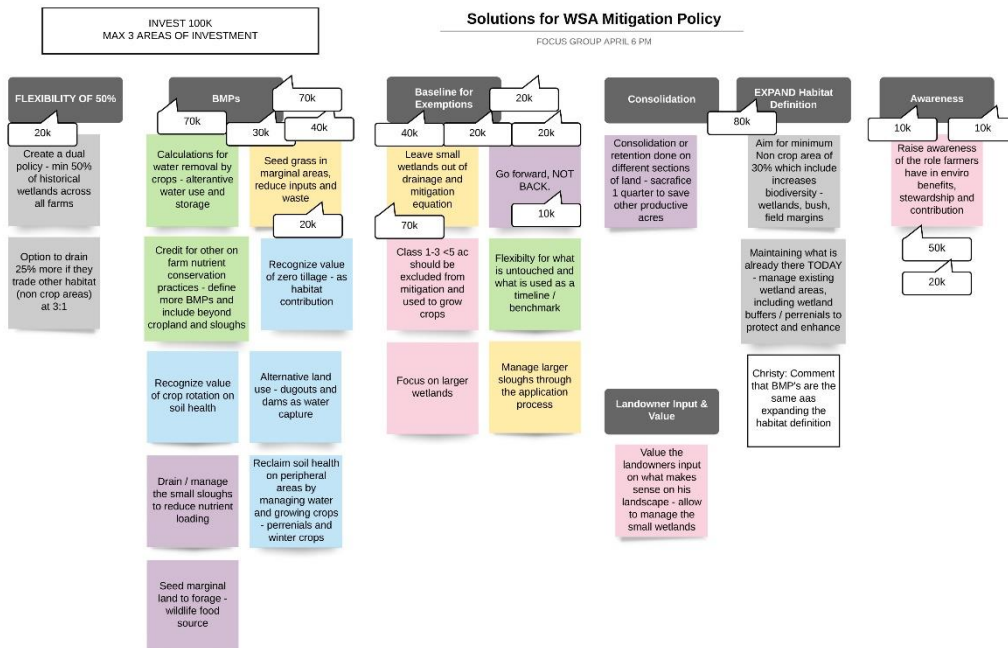 INVEST 100K
MAX 3 AREAS OF INVESTMENT
Solutions for WSA Mitigation Policy
FOCUS GROUP APRIL 6 PM
FLEXIBILITY OF 50%
20k
Create a dual
policy - min 50%
of historical
wetlands across
all farms
Option to drain
25% more if they
trade other habitat
(non crop areas)
at 3:1
BMPs
70k
70k
30k
40k
Calculations for
water removal by
crops - alterantive
water use and
storage
Seed grass in
marginal areas,
reduce inputs and
waste
20k
Credit for other on
farm nutrient
conservation
practices - define
more BMPs and
include beyond
cropland and sloughs
Recognize value
of zero tillage - as
habitat
contribution
Recognize value
of crop rotation on
soil health
Alternative land
use - dugouts and
dams as water
capture
Drain / manage
the small sloughs
to reduce nutrient
loading
Reclaim soil health
on peripheral
areas by
managing water
and growing crops
- perrenials and
winter crops
Seed marginal
land to forage -
wildlife food
source
Baseline for
Exemptions
20k
40k
20k
20k
Leave small
wetlands out of
drainage and
mitigation
equation
Go forward, NOT
BACK.
10k
70k
Class 1-3 <5 ac
should be
excluded from
mitigation and
used to grow
crops
Flexibilty for what
is untouched and
what is used as a
timeline /
benchmark
Focus on larger
wetlands
Manage larger
sloughs through
the application
process
Consolidation
Consolidation or
retention done on
different sections
of land - sacrafice
1 quarter to save
other productive
acres
Landowner Input &
Value
Value the
landowners input
on what makes
sense on his
landscape - allow
to manage the
small wetlands
EXPAND Habitat
Definition
80k
Aim for minimum
Non crop area of
30% which include
increases
biodiversity -
wetlands, bush,
field margins
Maintaining what is
already there TODAY
- manage existing
wetland areas,
including wetland
buffers / perrenials to
protect and enhance
Christy: Comment
that BMP's are the
same aas
expanding the
habitat definition
Awareness
10k
10k
Raise awareness
of the role farmers
have in enviro
benefits,
stewardship and
contribution
50k
20k